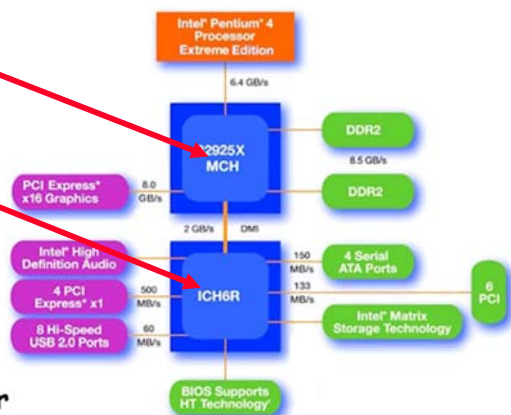 Intel® Pentium® 4
Processor
Extreme Edition
6.4 GB/s
82925X
MCH
DDR2
8.5 GB/s
DDR2
PCI Express®
x16 Graphics
8.0
GB/s
2 GB/s
DMI
Intel® High
Definition Audio
4 PCI
Express® x1
500
MB/s
8 Hi-Speed
USB 2.0 Ports
60
MB/s
ICH6R
150
MB/s
4 Serial
ATA Ports
133
MB/s
6
PCI
Intel® Matrix
Storage Technology
BIOS Supports
HT Technology